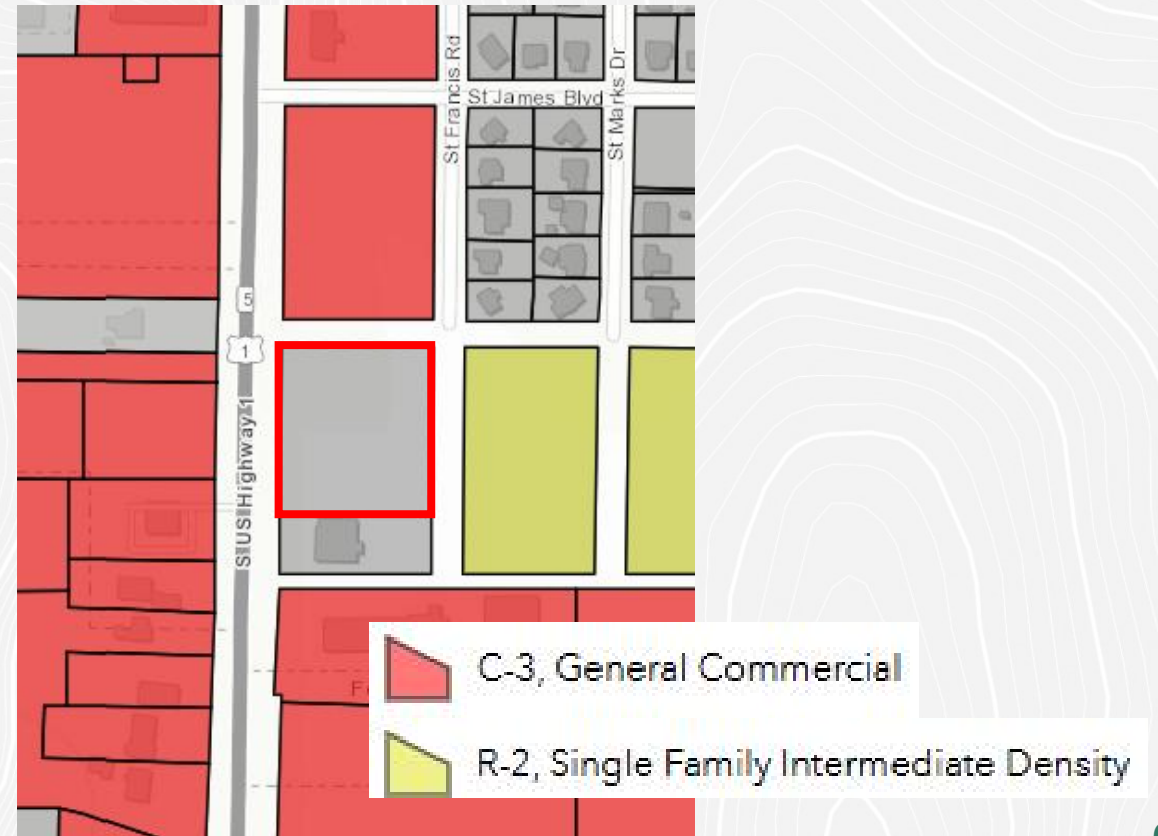 St Francis Rd
St James Blvd
St Marks Dr
5
1
S US Highway 1
C-3, General Commercial
R-2, Single Family Intermediate Density